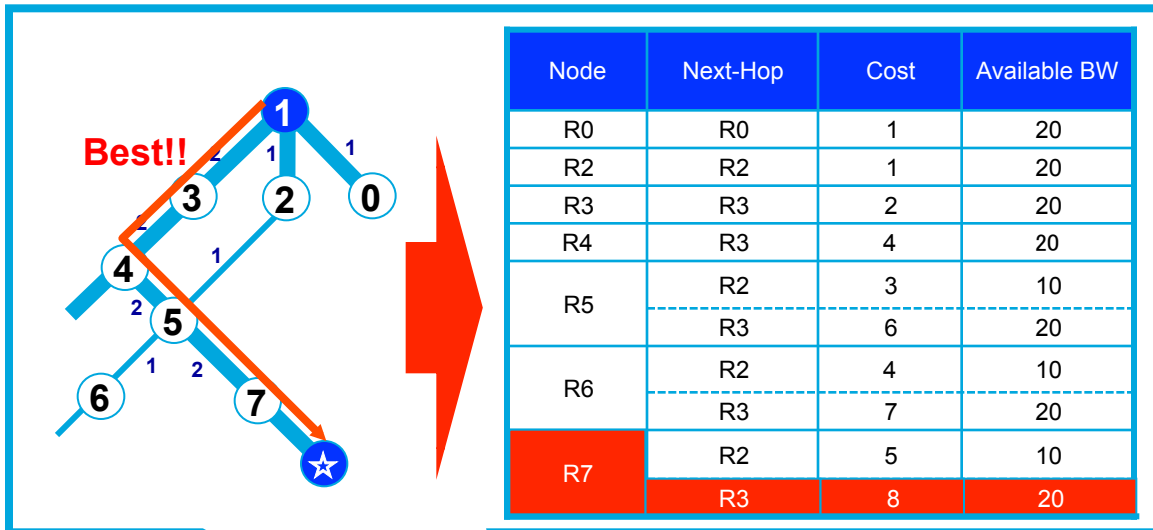 Best!!
1
2
1
1
3
2
0
2
4
1
2
5
1
2
6
7
Node Next-Hop Cost Available BW
R0 R0 1 20
R2 R2 1 20
R3 R3 2 20
R4 R3 4 20
R5 R2 3 10
R3 6 20
R6 R2 4 10
R3 7 20
R7 R2 5 10
R3 8 20